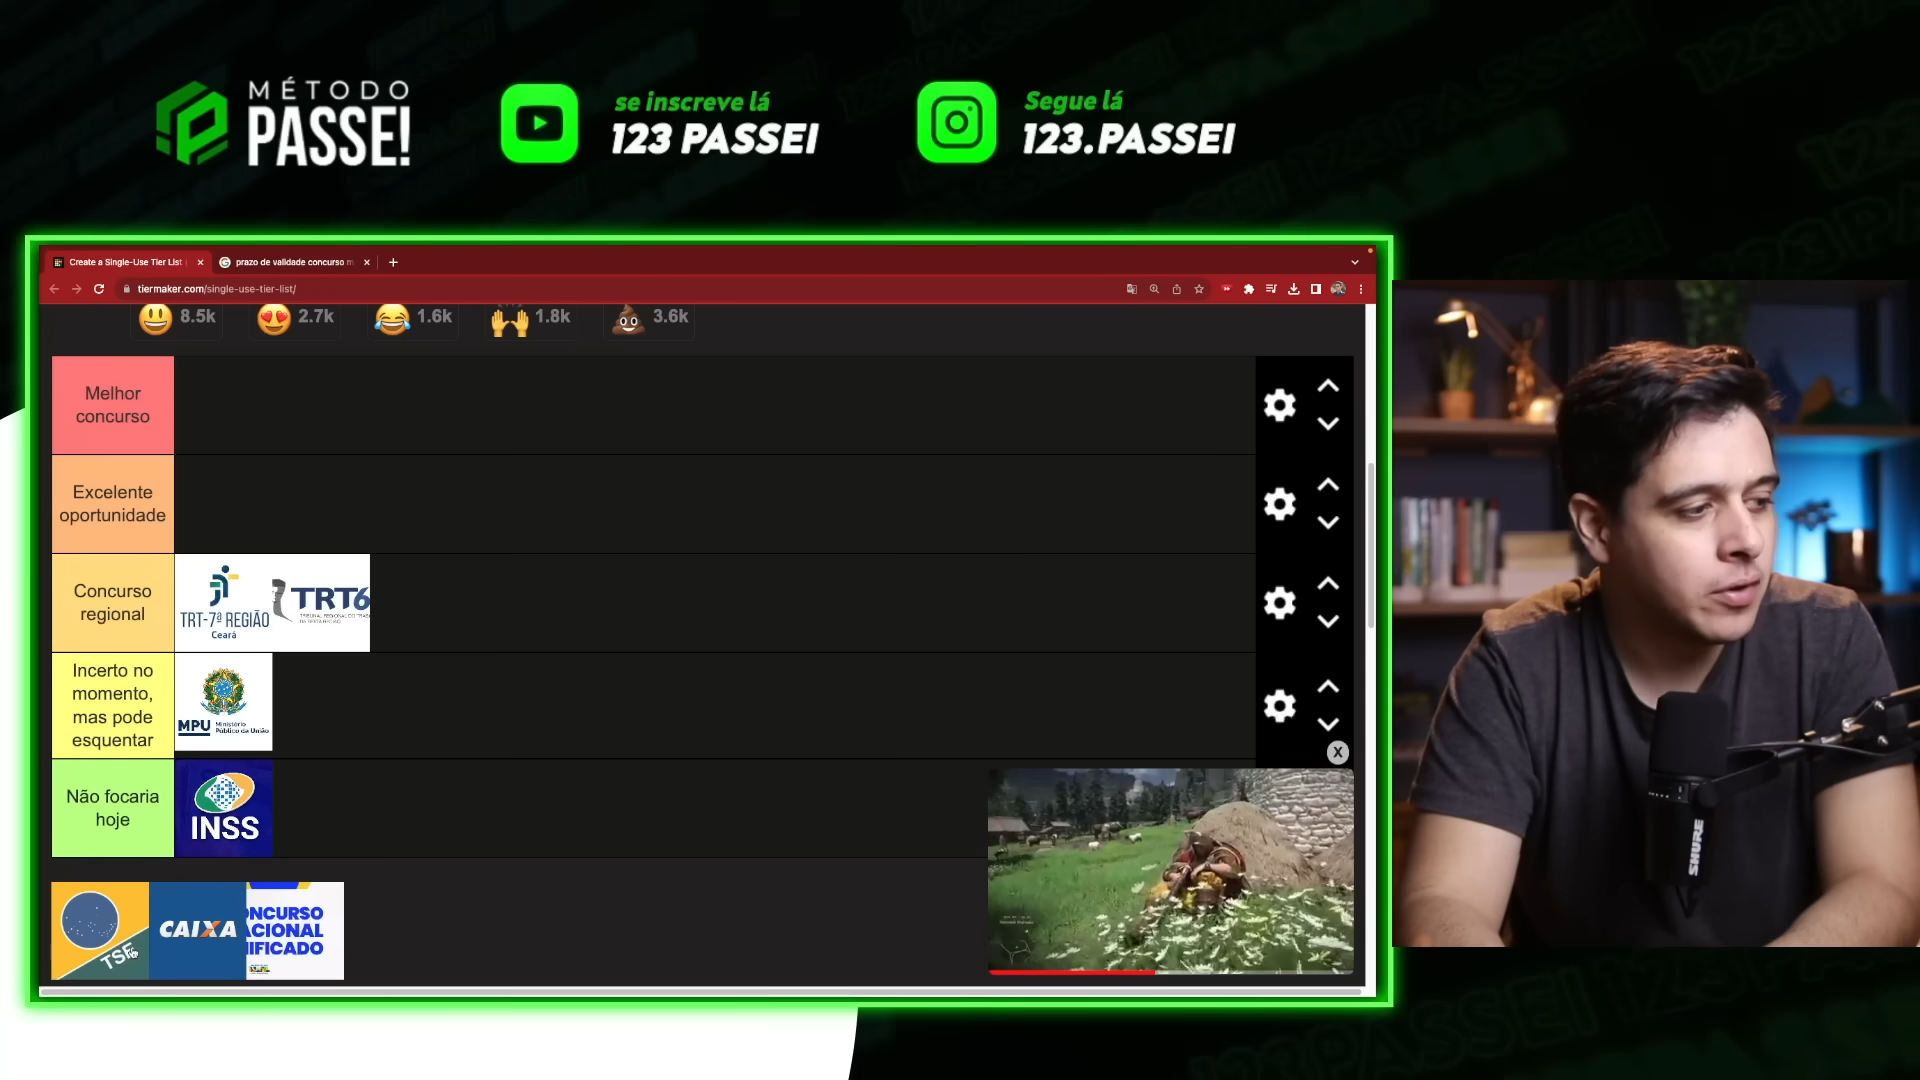 MÉTODO
PASSEI
se inscreve lá
123 PASSEI
Segue lá
123.PASSEI
Create a Single-Use Tier List
prazo de validade concurso m
tiermaker.com/single-use-tier-list/
8.5k
2.7k
1.6k
1.8k
3.6k
Melhor
concurso
Excelente
oportunidade
Concurso
regional
TRT-7ª REGIÃO
Ceará
TRT6
Incerto no
momento,
mas pode
esquentar
MPU Ministério
Público da União
X
Não focaria
hoje
INSS
TSE
CAIXA
ONCURSO
ACIONAL
IFICADO
SHURE